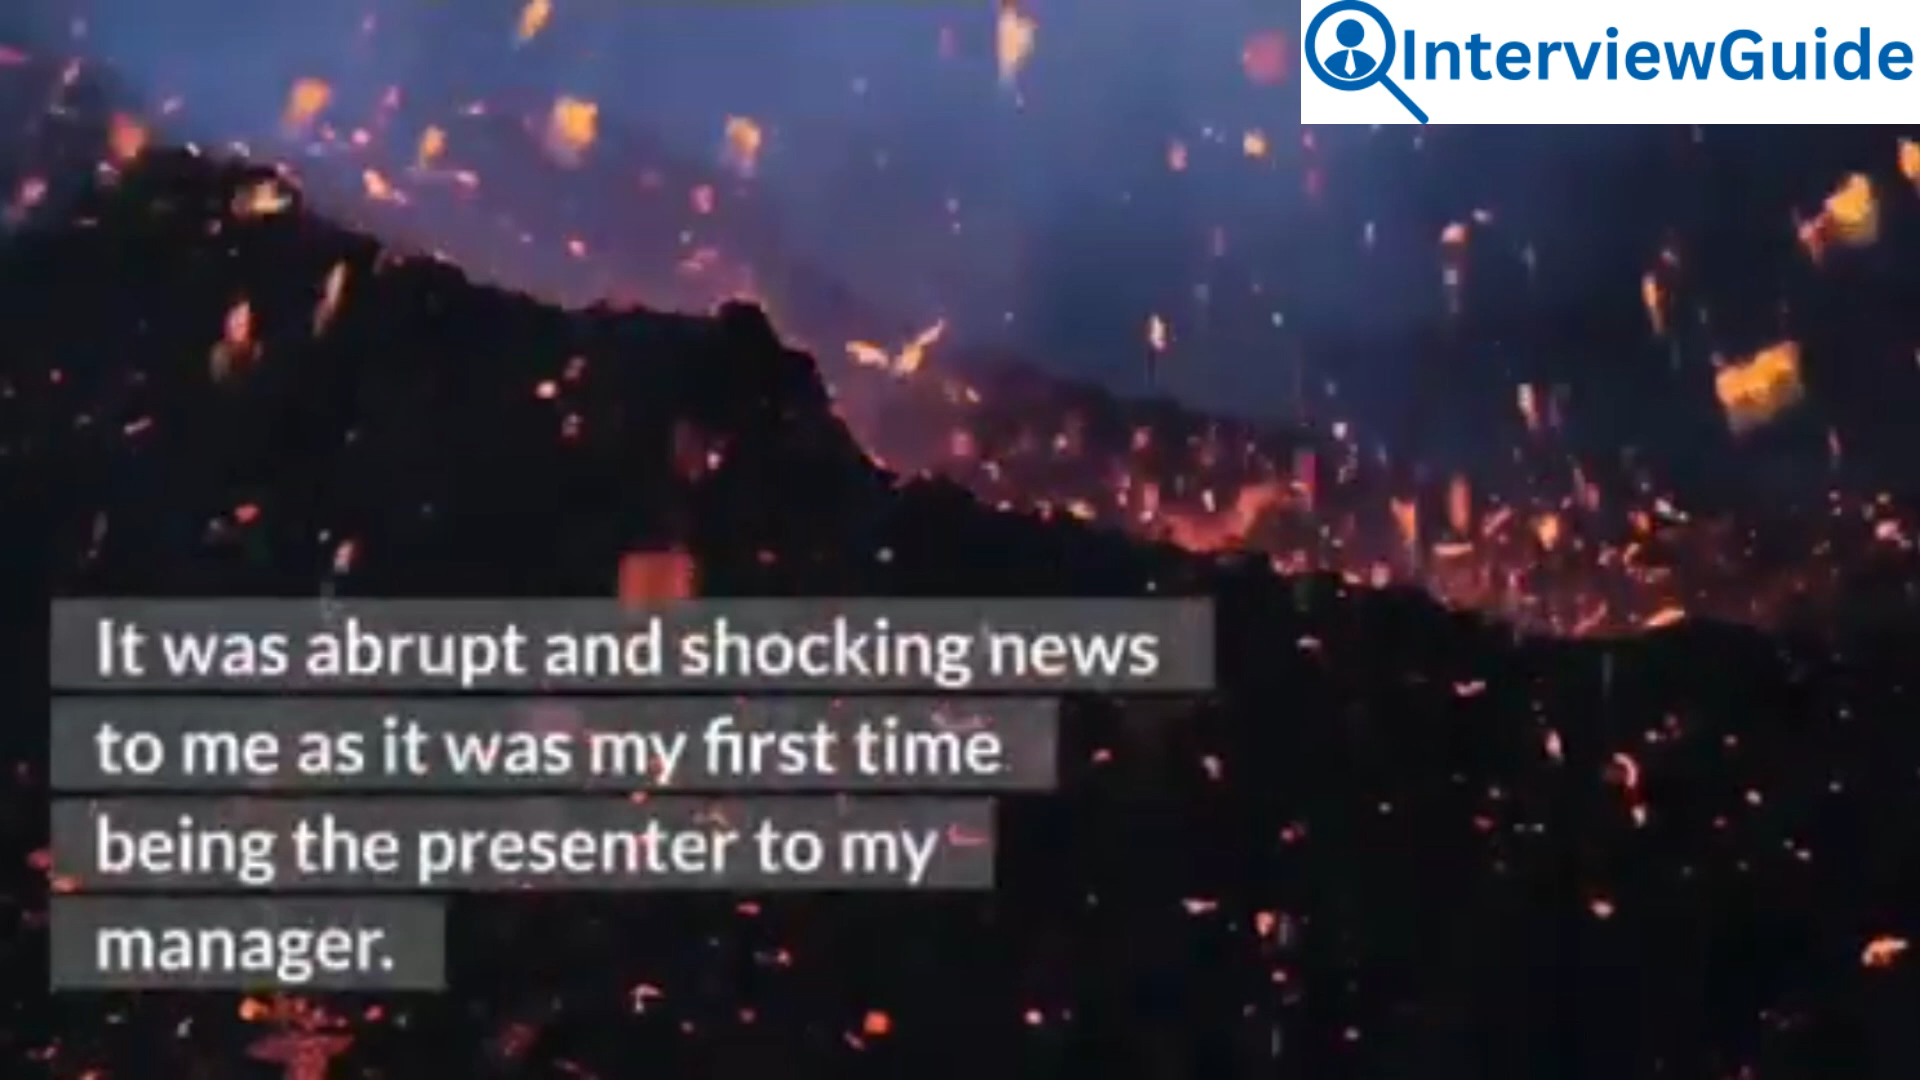 InterviewGuide
It was abrupt and shocking news
to me as it was my first time
being the presenter to my
manager.